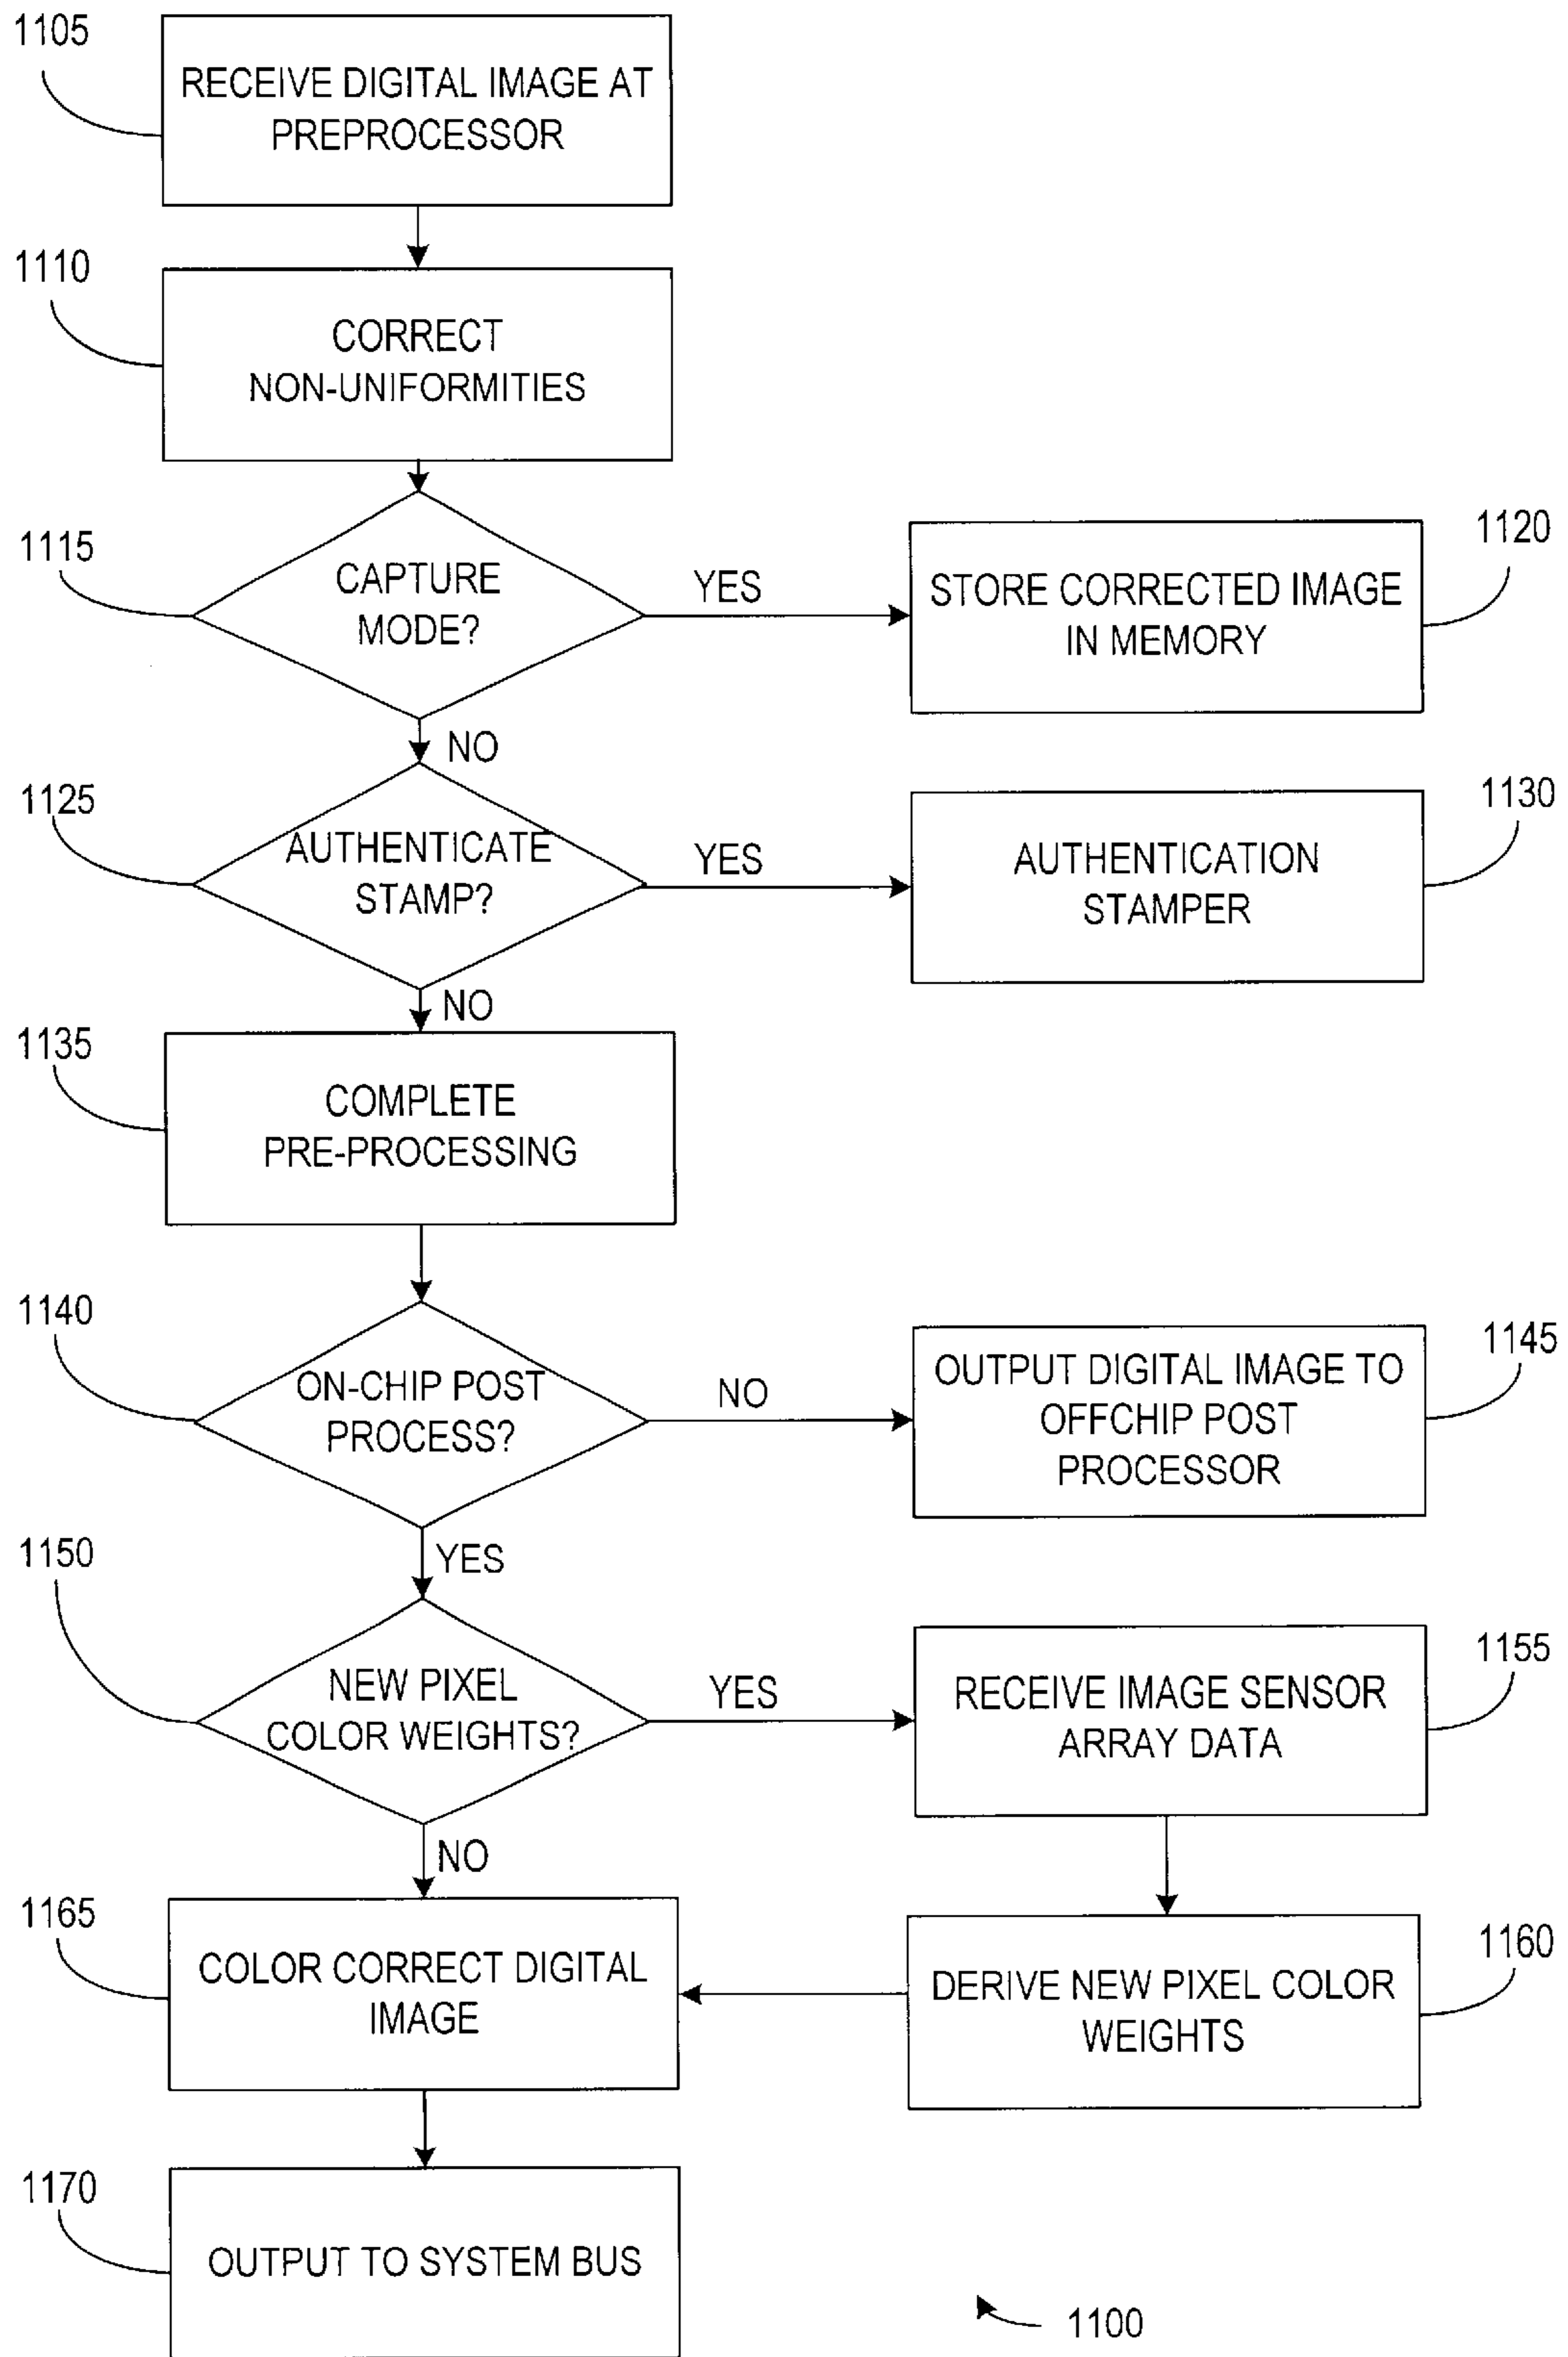 1105
RECEIVE DIGITAL IMAGE AT
PREPROCESSOR
1110
CORRECT
NON-UNIFORMITIES
1115
CAPTURE
MODE?
YES
1120
STORE CORRECTED IMAGE
IN MEMORY
NO
1125
AUTHENTICATE
STAMP?
YES
1130
AUTHENTICATION
STAMPER
NO
1135
COMPLETE
PRE-PROCESSING
1140
ON-CHIP POST
PROCESS?
NO
1145
OUTPUT DIGITAL IMAGE TO
OFFCHIP POST
PROCESSOR
YES
1150
NEW PIXEL
COLOR WEIGHTS?
YES
1155
RECEIVE IMAGE SENSOR
ARRAY DATA
NO
1165
COLOR CORRECT DIGITAL
IMAGE
1160
DERIVE NEW PIXEL COLOR
WEIGHTS
1170
OUTPUT TO SYSTEM BUS
1100